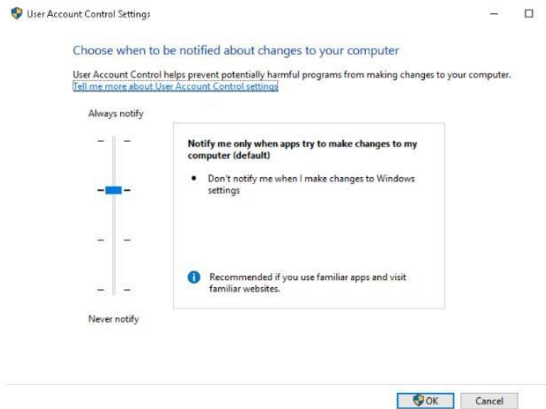 User Account Control Settings
Choose when to be notified about changes to your computer
User Account Control helps prevent potentially harmful programs from making changes to your computer.
Tell me more about User Account Control settings
Always notify
Notify me only when apps try to make changes to my
computer (default)
• Don't notify me when I make changes to Windows
settings
Recommended if you use familiar apps and visit
familiar websites.
Never notify
OK
Cancel